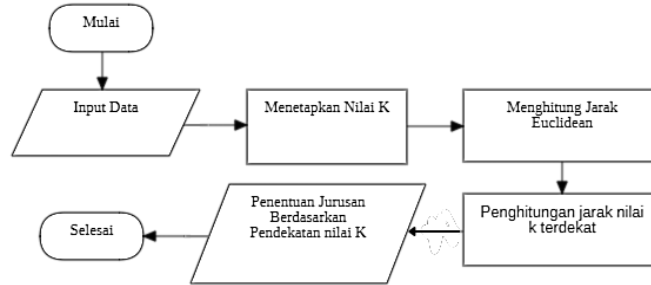 Mulai
Input Data
Menetapkan Nilai K
Menghitung Jarak
Euclidean
Penghitungan jarak nilai
k terdekat
Penentuan Jurusan
Berdasarkan
Pendekatan nilai K
Selesai